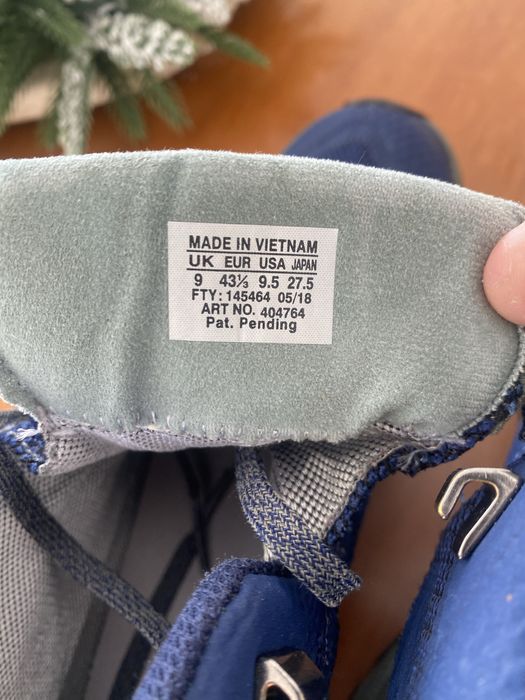 MADE IN VIETNAM
UK EUR USA JAPAN
9 43⅓ 9.5 27.5
FTY: 145464 05/18
ART NO. 404764
Pat. Pending